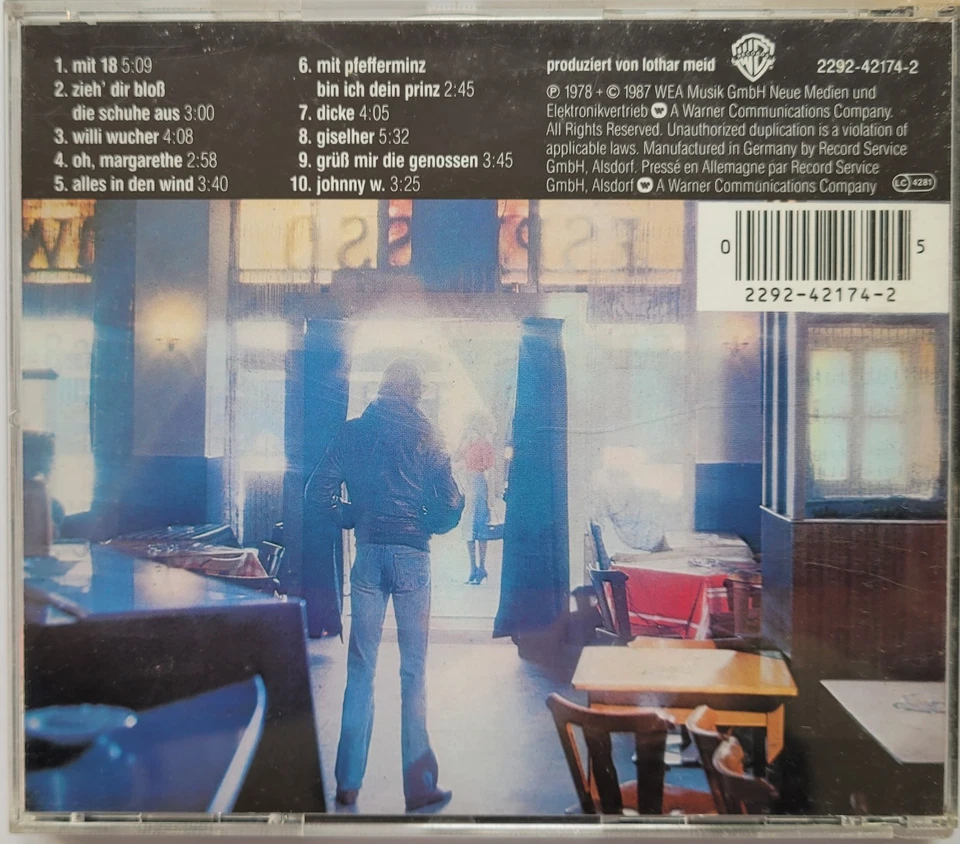 1. mit 18 5:09
2. zieh' dir bloß
die schuhe aus 3:00
3. willi wucher 4:08
4. oh, margarethe 2:58
5. alles in den wind 3:40
6. mit pfefferminz
bin ich dein prinz 2:45
7. dicke 4:05
8. giselher 5:32
9. grüß mir die genossen 3:45
10. johnny w. 3:25
produziert von lothar meid
2292-42174-2
℗ 1978 + © 1987 WEA Musik GmbH Neue Medien und
Elektronikvertrieb A Warner Communications Company.
All Rights Reserved. Unauthorized duplication is a violation of
applicable laws. Manufactured in Germany by Record Service
GmbH, Alsdorf. Pressé en Allemagne par Record Service
GmbH, Alsdorf A Warner Communications Company
LC 4281
0 5
2292-42174-2